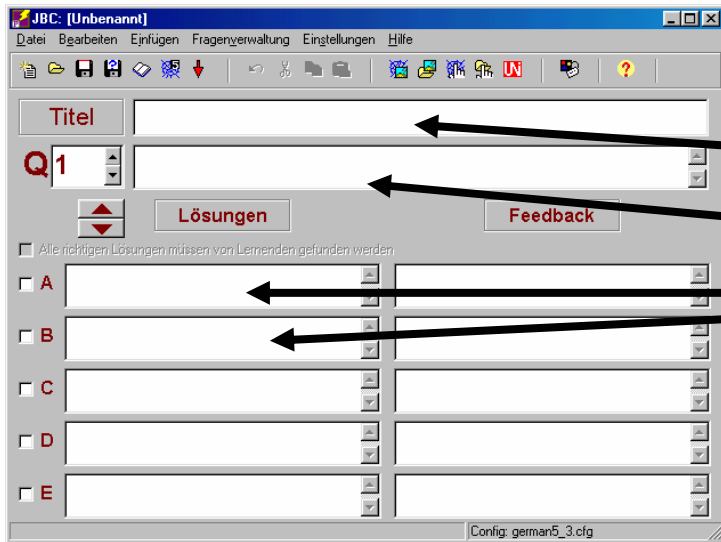 JBC: [Unbenannt]
Datei Bearbeiten Einfügen Fragenverwaltung Einstellungen Hilfe
Titel
Q 1
Lösungen Feedback
Alle richtigen Lösungen müssen von Lernenden gefunden werden
A
B
C
D
E
Config: german5_3.cfg